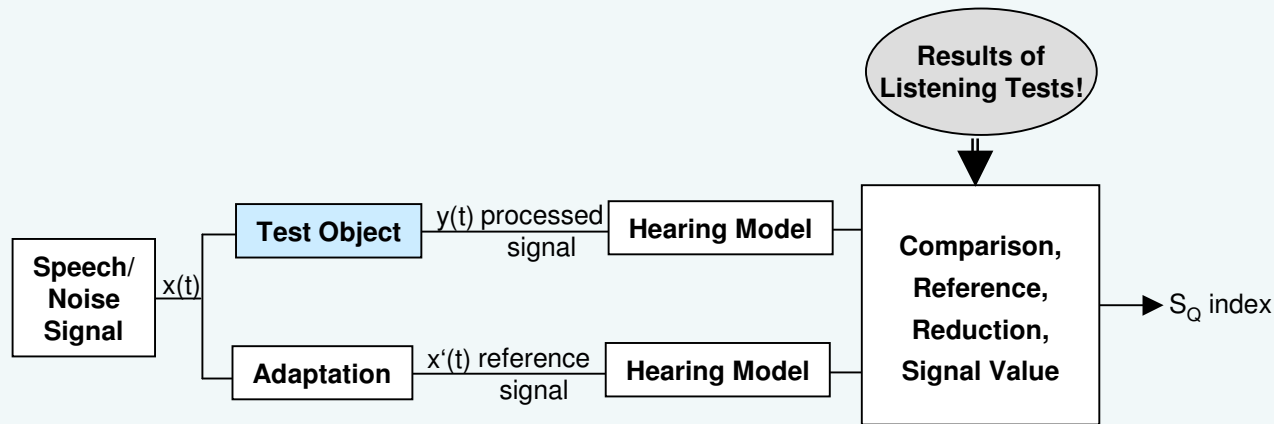 Results of
Listening Tests!
Speech/
Noise
Signal
x(t)
Test Object
y(t) processed
signal
Hearing Model
Adaptation
x‘(t) reference
signal
Hearing Model
Comparison,
Reference,
Reduction,
Signal Value
S_Q index